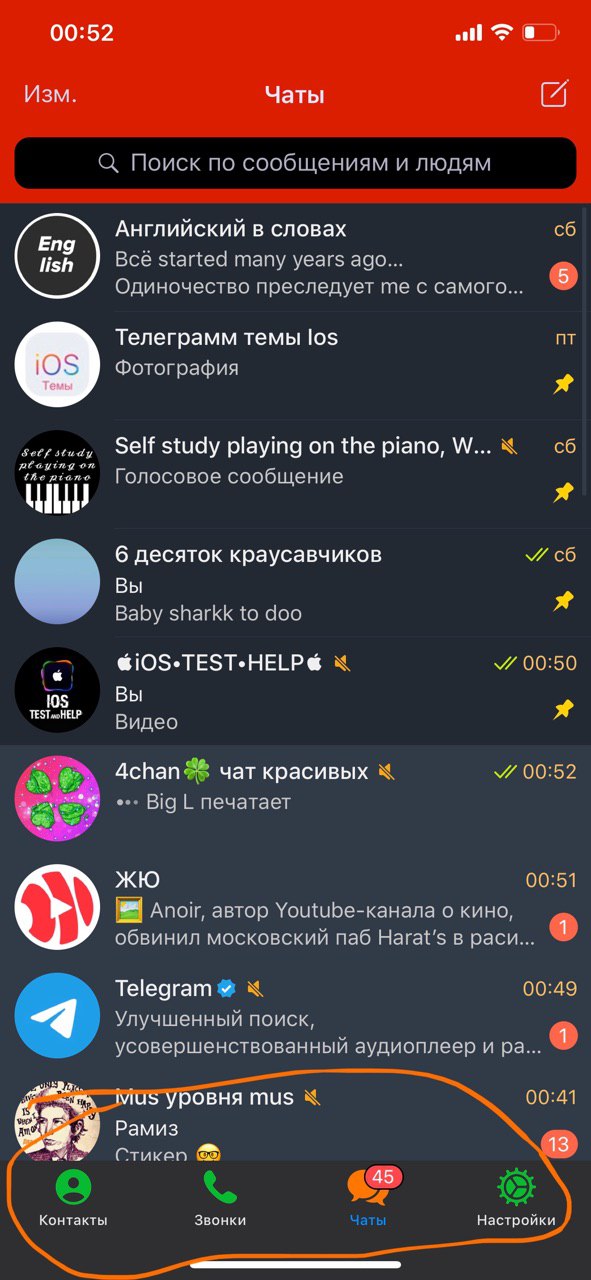 00:52
Изм.
Чаты
Поиск по сообщениям и людям
Eng
lish
Английский в словах
сб
Всё started many years ago...
Одиночество преследует me с самого...
5
iOS
Темы
Телеграмм темы Ios
пт
Фотография
Self study
playing on
the piano
Self study playing on the piano, W...
сб
Голосовое сообщение
6 десяток краусавчиков
сб
Вы
Baby sharkk to doo
IOS
TEST AND HELP
iOS•TEST•HELP
00:50
Вы
Видео
4chan🍀 чат красивых
00:52
Big L печатает
ЖЮ
00:51
🖼 Anoir, автор Youtube-канала о кино,
обвинил московский паб Harat's в раси...
1
Telegram
00:49
Улучшенный поиск,
усовершенствованный аудиоплеер и ра...
1
Mus уровня mus
00:41
Рамиз
Стикер 🤓
13
45
Контакты
Звонки
Чаты
Настройки